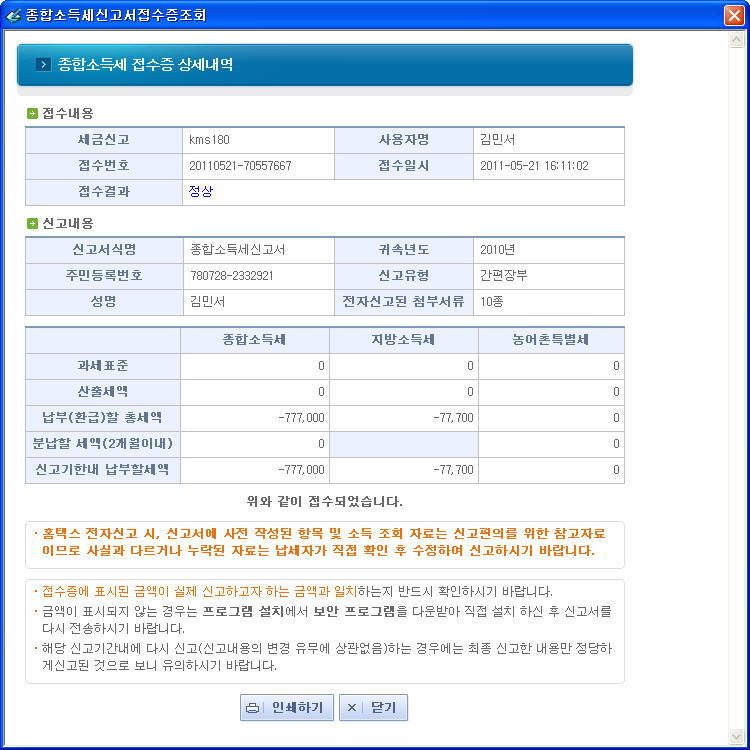 종합소득세신고서접수증조회
종합소득세 접수증 상세내역
접수내용
세금신고 kms180 사용자명 김민서
접수번호 20110521-70557667 접수일시 2011-05-21 16:11:02
접수결과 정상
신고내용
신고서식명 종합소득세신고서 귀속년도 2010년
주민등록번호 780728-2332921 신고유형 간편장부
성명 김민서 전자신고된 첨부서류 10종
종합소득세 지방소득세 농어촌특별세
과세표준 0 0 0
산출세액 0 0 0
납부(환급)할 총세액 -777,000 -77,700 0
분납할 세액(2개월이내) 0 0
신고기한내 납부할세액 -777,000 -77,700 0
위와 같이 접수되었습니다.
· 홈택스 전자신고 시, 신고서에 사전 작성된 항목 및 소득 조회 자료는 신고편의를 위한 참고자료
이므로 사실과 다르거나 누락된 자료는 납세자가 직접 확인 후 수정하여 신고하시기 바랍니다.
· 접수증에 표시된 금액이 실제 신고하고자 하는 금액과 일치하는지 반드시 확인하시기 바랍니다.
· 금액이 표시되지 않는 경우는 프로그램 설치에서 보안 프로그램을 다운받아 직접 설치 하신 후 신고서를
다시 전송하시기 바랍니다.
· 해당 신고기간내에 다시 신고(신고내용의 변경 유무에 상관없음)하는 경우에는 최종 신고한 내용만 정당하
게신고된 것으로 보니 유의하시기 바랍니다.
인쇄하기 닫기